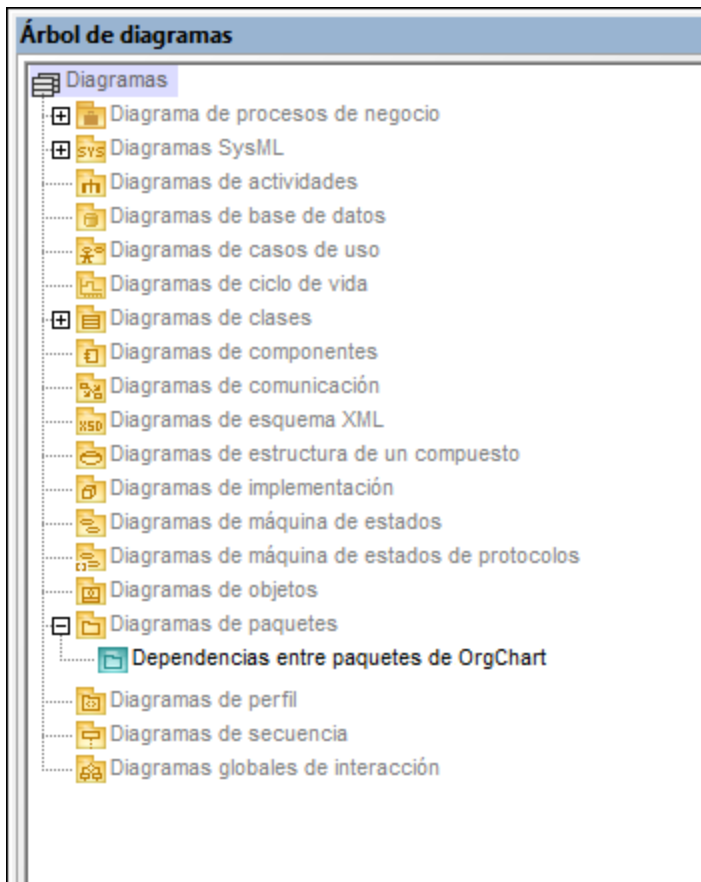 Árbol de diagramas
Diagramas
Diagrama de procesos de negocio
SYS Diagramas SysML
Diagramas de actividades
Diagramas de base de datos
Diagramas de casos de uso
Diagramas de ciclo de vida
Diagramas de clases
Diagramas de componentes
Diagramas de comunicación
XSD Diagramas de esquema XML
Diagramas de estructura de un compuesto
Diagramas de implementación
Diagramas de máquina de estados
Diagramas de máquina de estados de protocolos
Diagramas de objetos
Diagramas de paquetes
Dependencias entre paquetes de OrgChart
Diagramas de perfil
Diagramas de secuencia
Diagramas globales de interacción